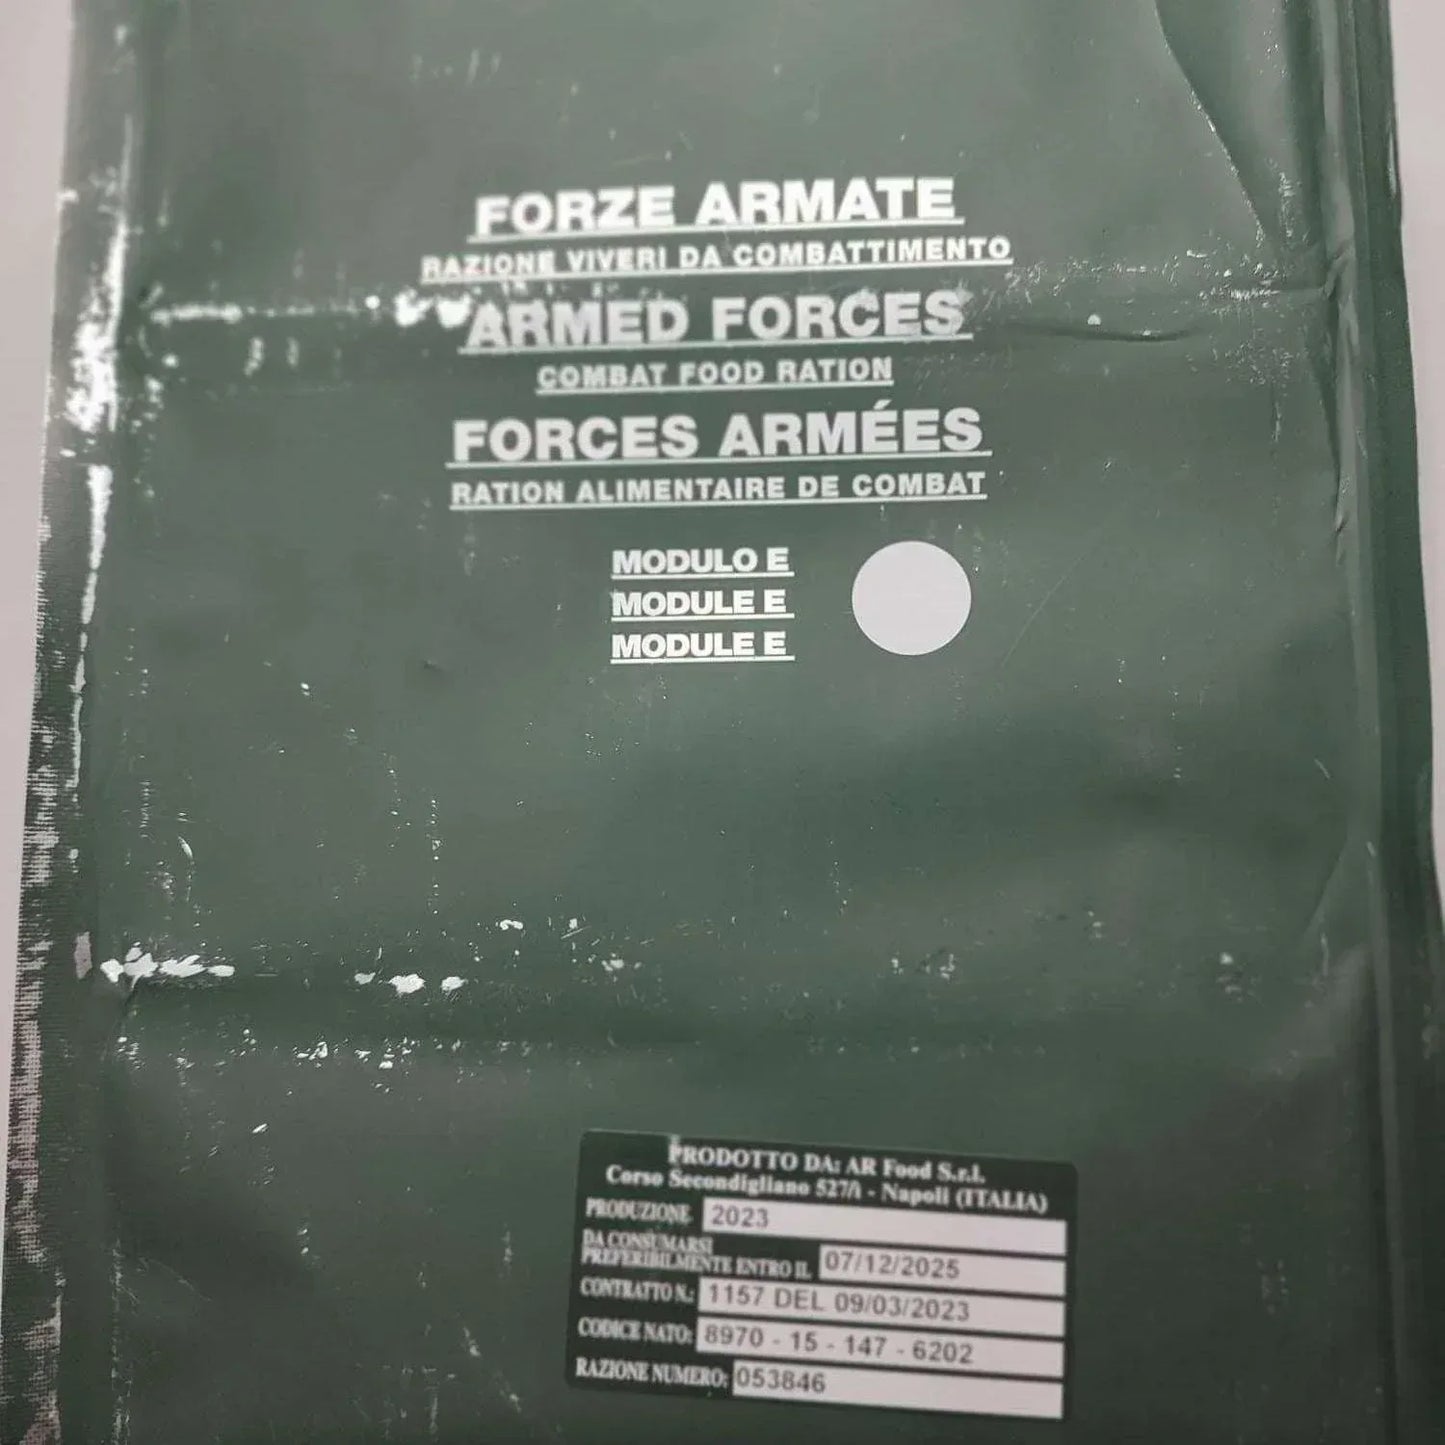 FORZE ARMATE
RAZIONE VIVERI DA COMBATTIMENTO
ARMED FORCES
COMBAT FOOD RATION
FORCES ARMÉES
RATION ALIMENTAIRE DE COMBAT
MODULO E
MODULE E
MODULE E
PRODOTTO DA: AR Food S.r.l.
Corso Secondigliano 527/A - Napoli (ITALIA)
PRODUZIONE 2023
DA CONSUMARSI
PREFERIBILMENTE ENTRO IL 07/12/2025
CONTRATTO N.: 1157 DEL 09/03/2023
CODICE NATO: 8970 - 15 - 147 - 6202
RAZIONE NUMERO: 053846